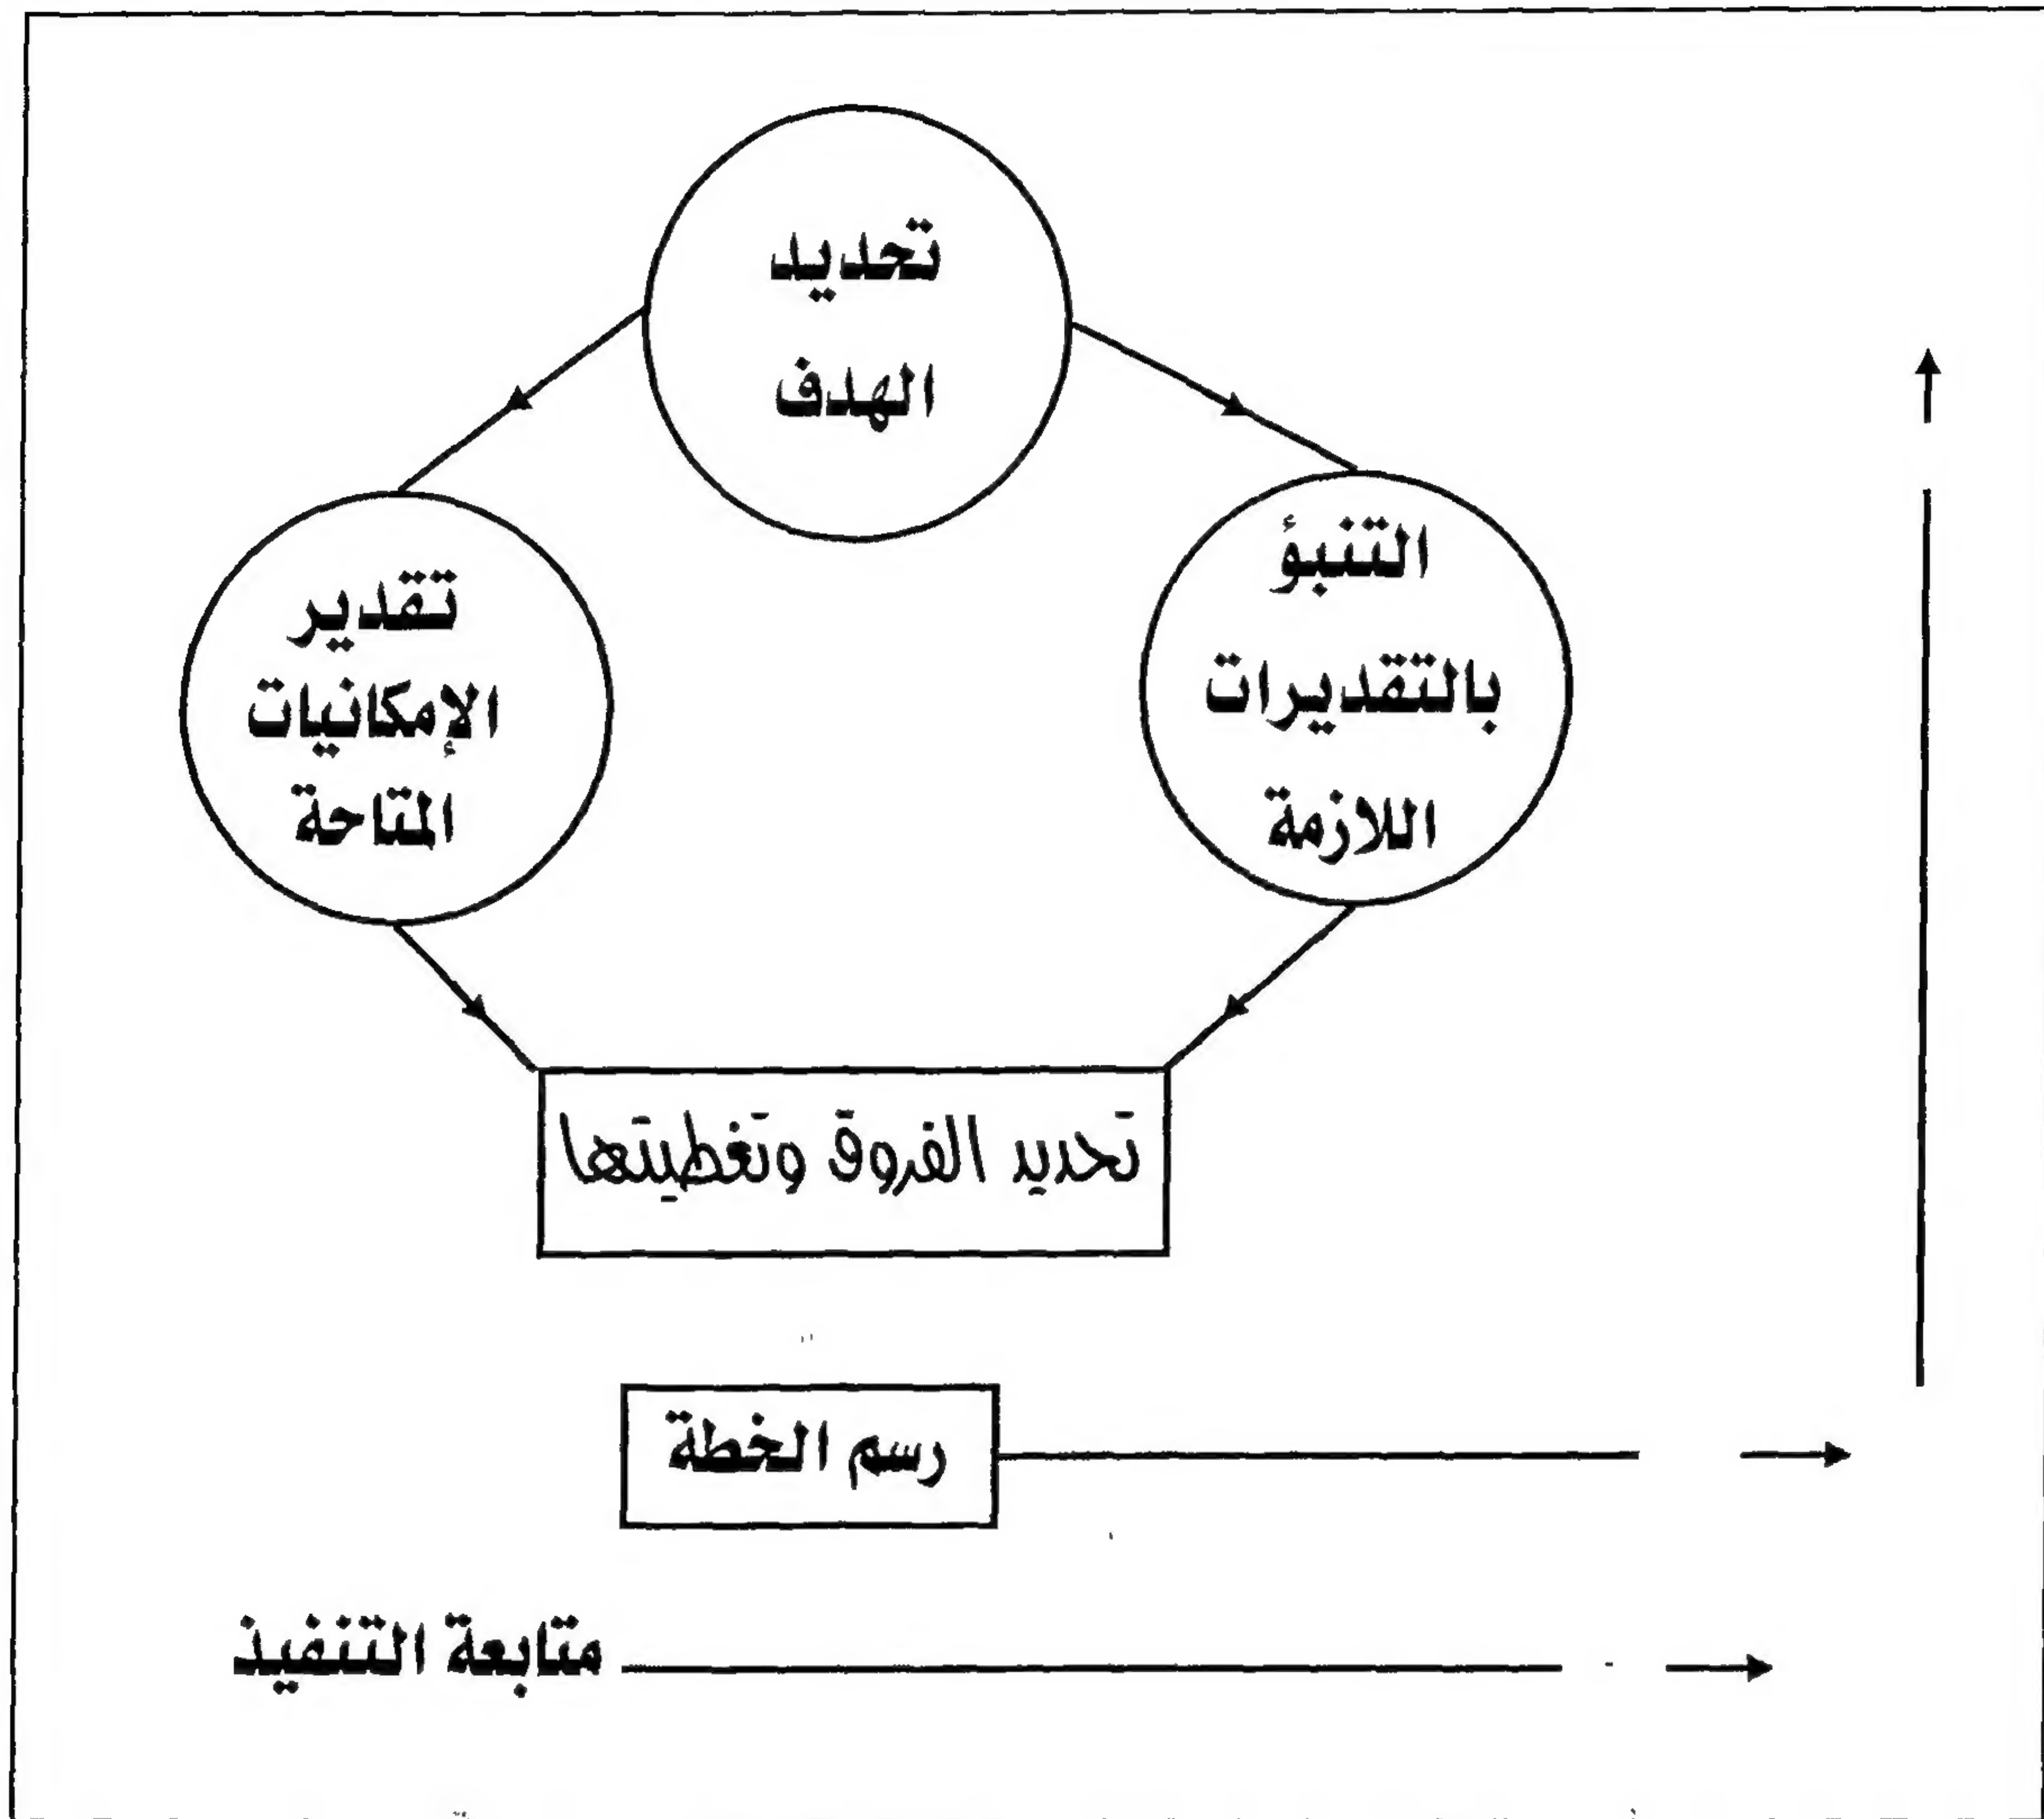 تحديد
الهدف
التنبؤ
بالتقديرات
اللازمة
تقدير
الإمكانيات
المتاحة
تحديد الفروق وتغطيتها
رسم الخطة
متابعة التنفيذ